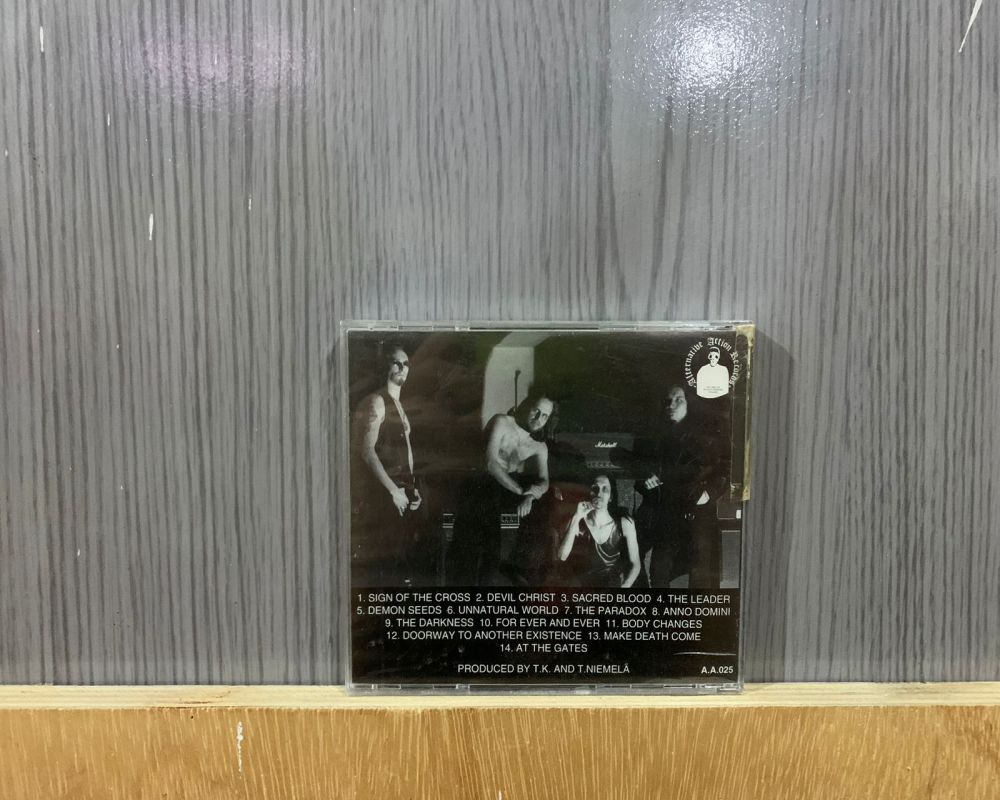 Alternative Action Records
Marshall
1. SIGN OF THE CROSS 2. DEVIL CHRIST 3. SACRED BLOOD 4. THE LEADER
5. DEMON SEEDS 6. UNNATURAL WORLD 7. THE PARADOX 8. ANNO DOMINI
9. THE DARKNESS 10. FOR EVER AND EVER 11. BODY CHANGES
12. DOORWAY TO ANOTHER EXISTENCE 13. MAKE DEATH COME
14. AT THE GATES
PRODUCED BY T.K. AND T.NIEMELÄ
A.A.025